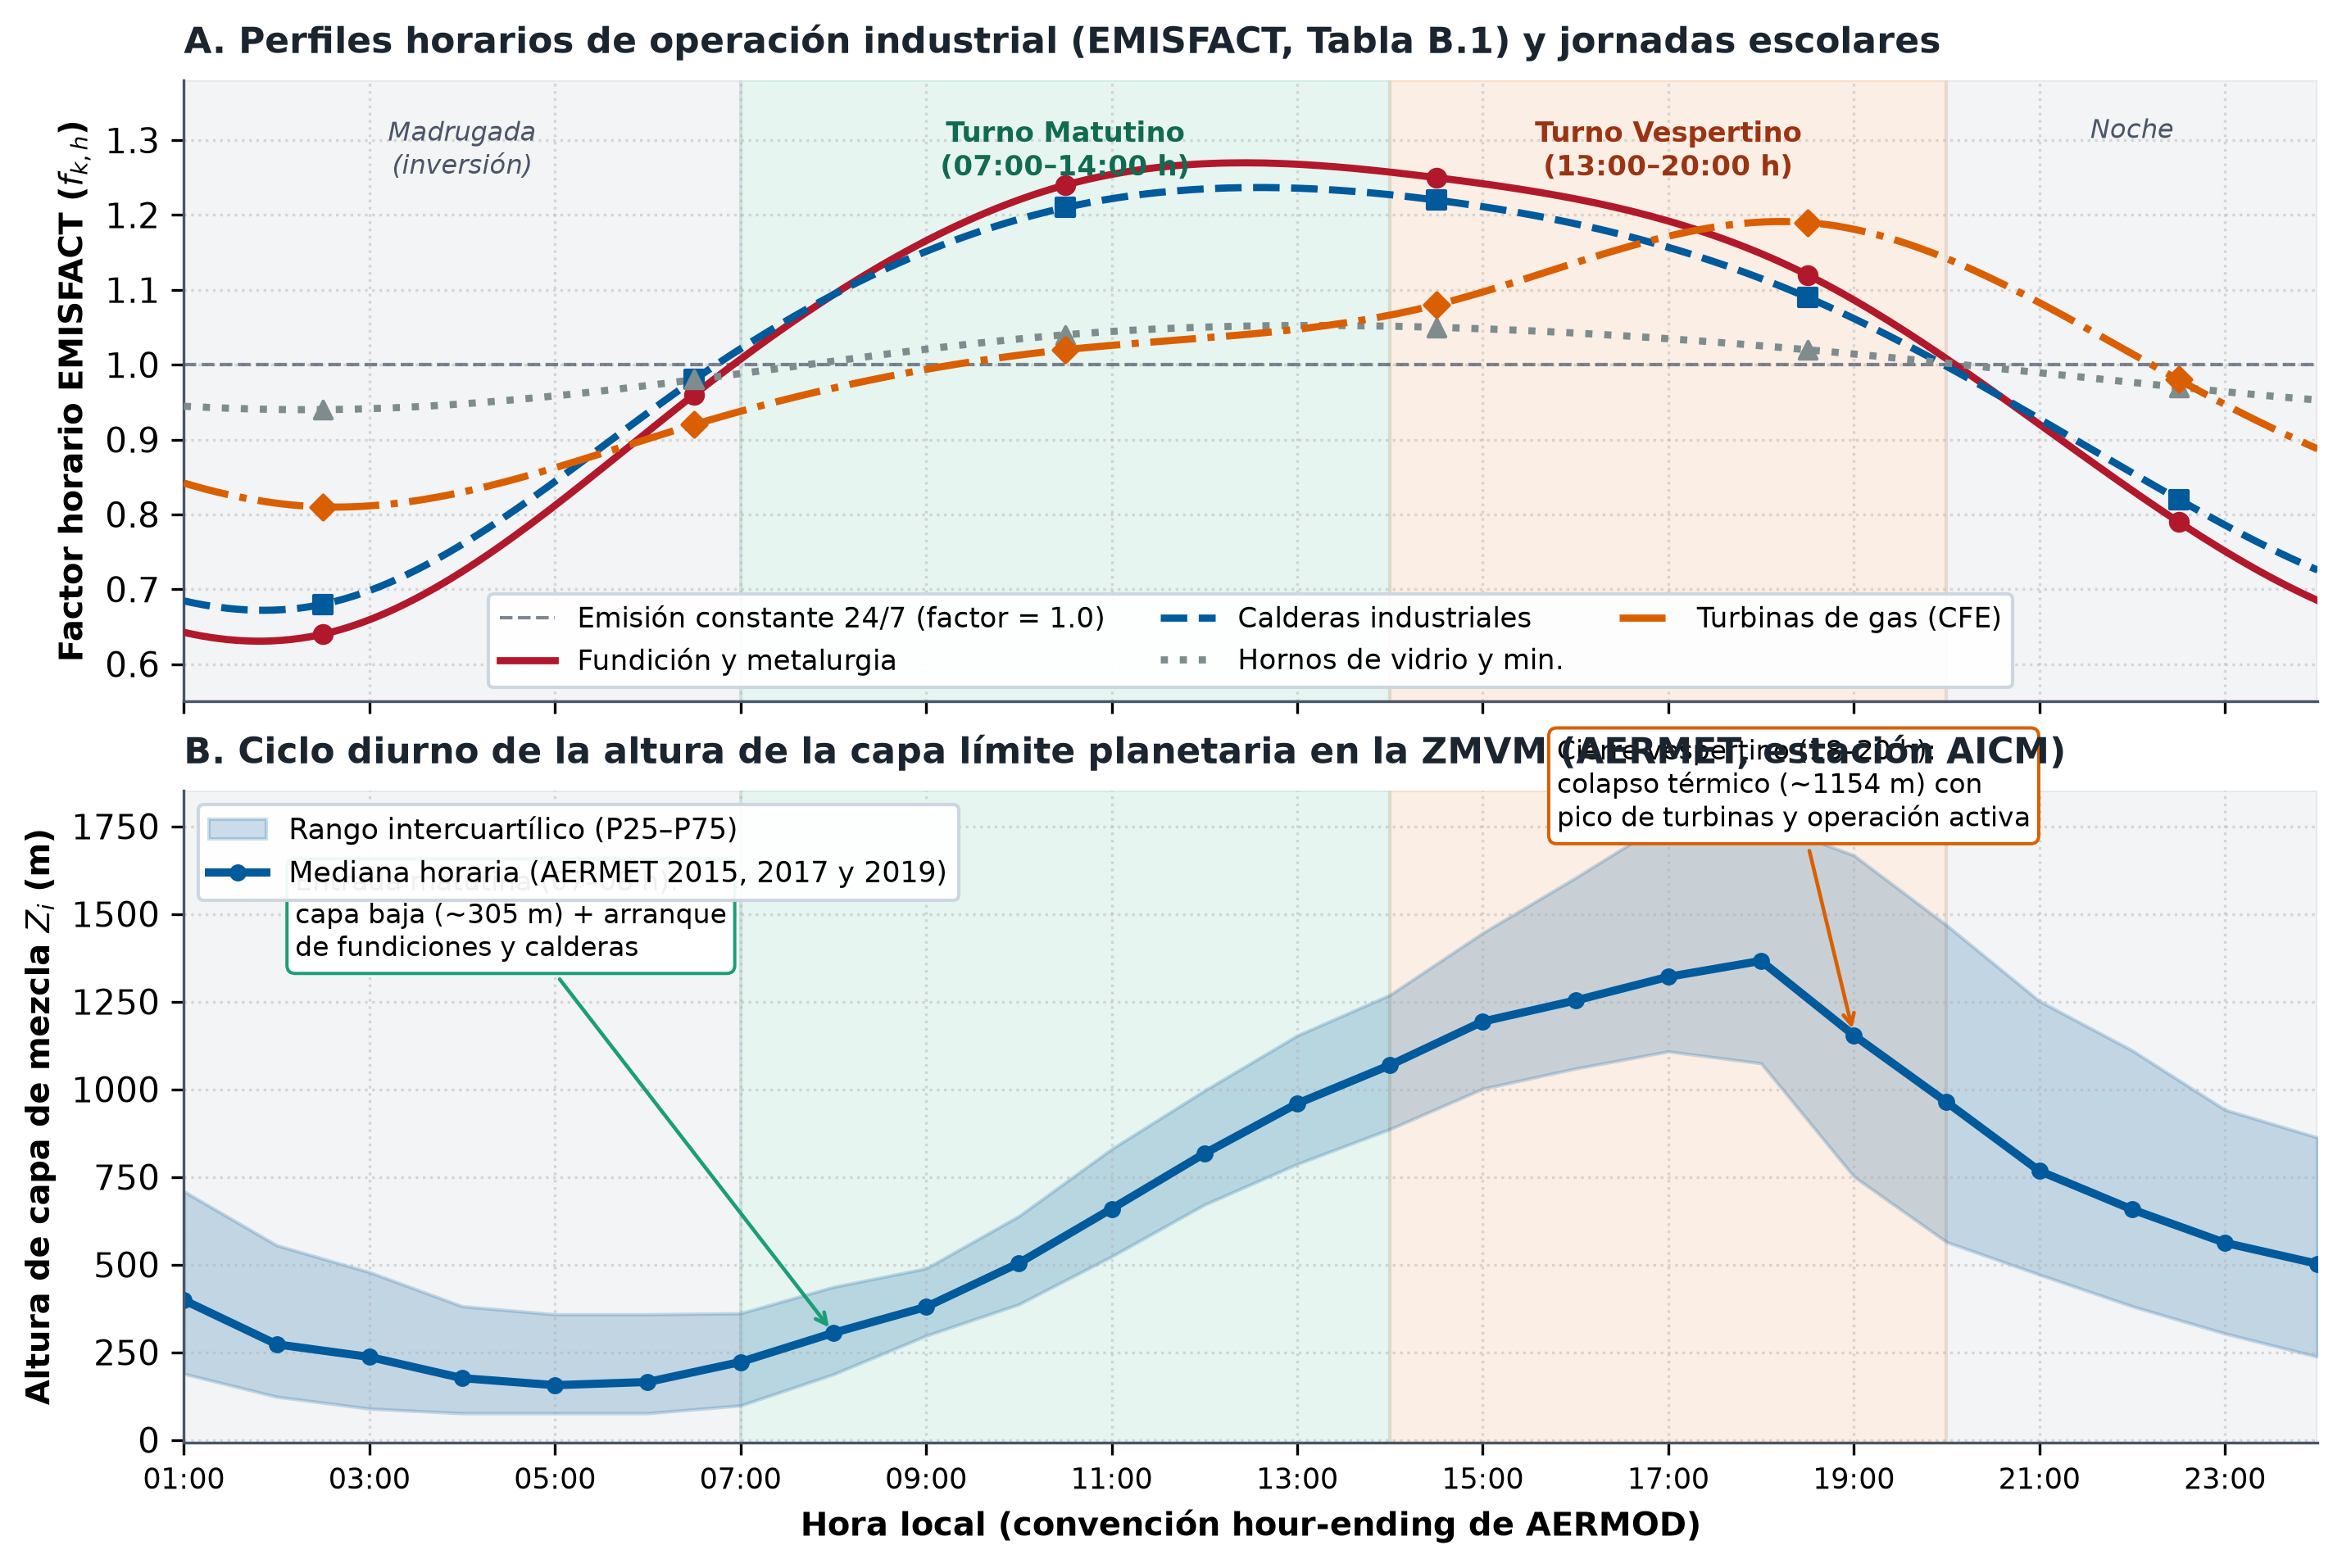 A. Perfiles horarios de operación industrial (EMISFACT, Tabla B.1) y jornadas escolares
Factor horario EMISFACT (f_{k,h})
1.3
1.2
1.1
1.0
0.9
0.8
0.7
0.6
Madrugada
(inversión)
Turno Matutino
(07:00–14:00 h)
Turno Vespertino
(13:00–20:00 h)
Noche
Emisión constante 24/7 (factor = 1.0)
Fundición y metalurgia
Calderas industriales
Hornos de vidrio y min.
Turbinas de gas (CFE)
B. Ciclo diurno de la altura de la capa límite planetaria en la ZMVM (AERMET, estación AICM)
Altura de capa de mezcla Z_i (m)
1750
1500
1250
1000
750
500
250
0
Rango intercuartílico (P25–P75)
Mediana horaria (AERMET 2015, 2017 y 2019)
Entrada matutina
capa baja (~305 m) + arranque
de fundiciones y calderas
Cierre vespertino
colapso térmico (~1154 m) con
pico de turbinas y operación activa
01:00
03:00
05:00
07:00
09:00
11:00
13:00
15:00
17:00
19:00
21:00
23:00
Hora local (convención hour-ending de AERMOD)